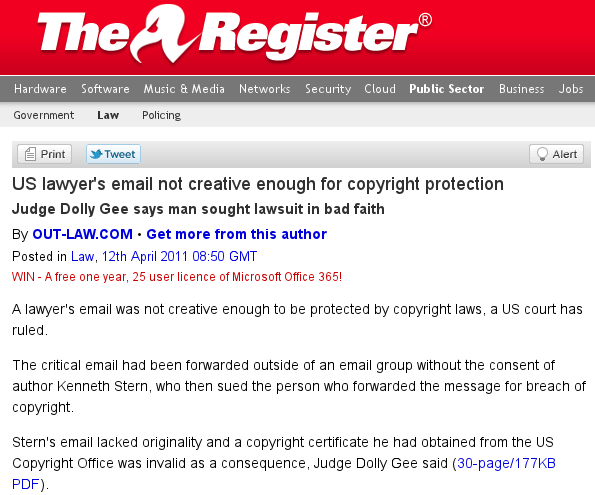 The Register®
Hardware Software Music & Media Networks Security Cloud Public Sector Business Jobs
Government Law Policing
Print Tweet Alert
US lawyer's email not creative enough for copyright protection
Judge Dolly Gee says man sought lawsuit in bad faith
By OUT-LAW.COM • Get more from this author
Posted in Law, 12th April 2011 08:50 GMT
WIN - A free one year, 25 user licence of Microsoft Office 365!
A lawyer's email was not creative enough to be protected by copyright laws, a US court has
ruled.
The critical email had been forwarded outside of an email group without the consent of
author Kenneth Stern, who then sued the person who forwarded the message for breach of
copyright.
Stern's email lacked originality and a copyright certificate he had obtained from the US
Copyright Office was invalid as a consequence, Judge Dolly Gee said (30-page/177KB
PDF).